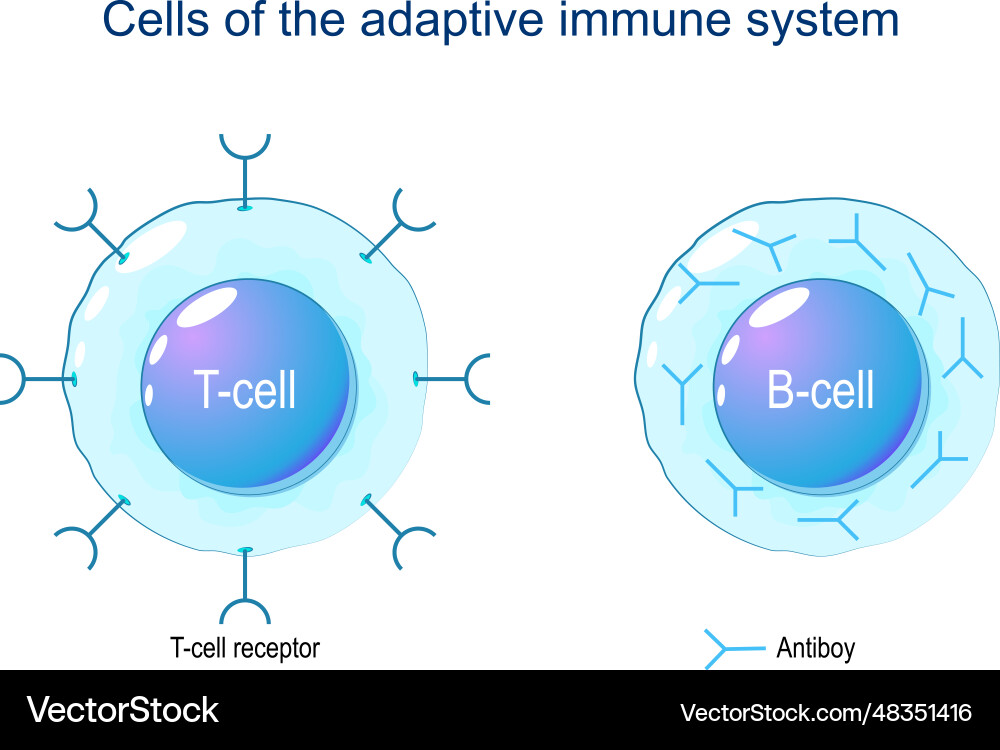 Cells of the adaptive immune system
T-cell
B-cell
T-cell receptor
Antiboy
VectorStock
VectorStock.com/48351416